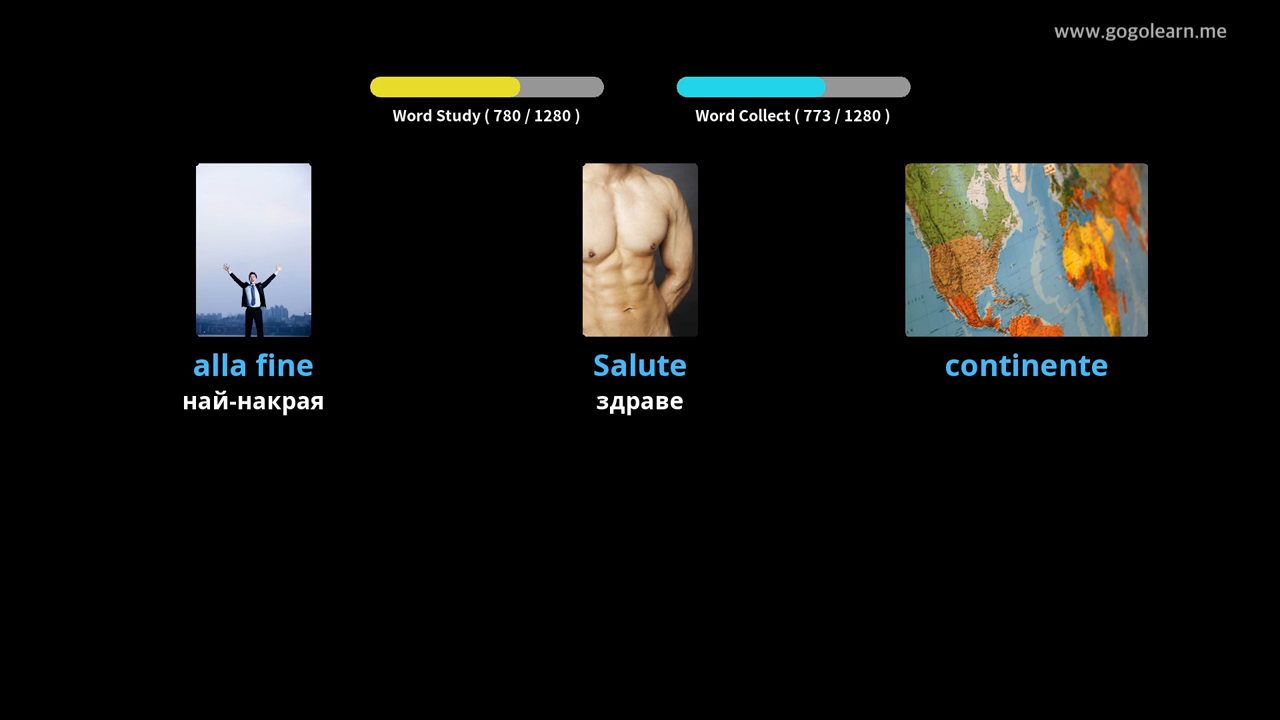 www.gogolearn.me
Word Study ( 780 / 1280 )
Word Collect ( 773 / 1280 )
alla fine
най-накрая
Salute
здраве
continente